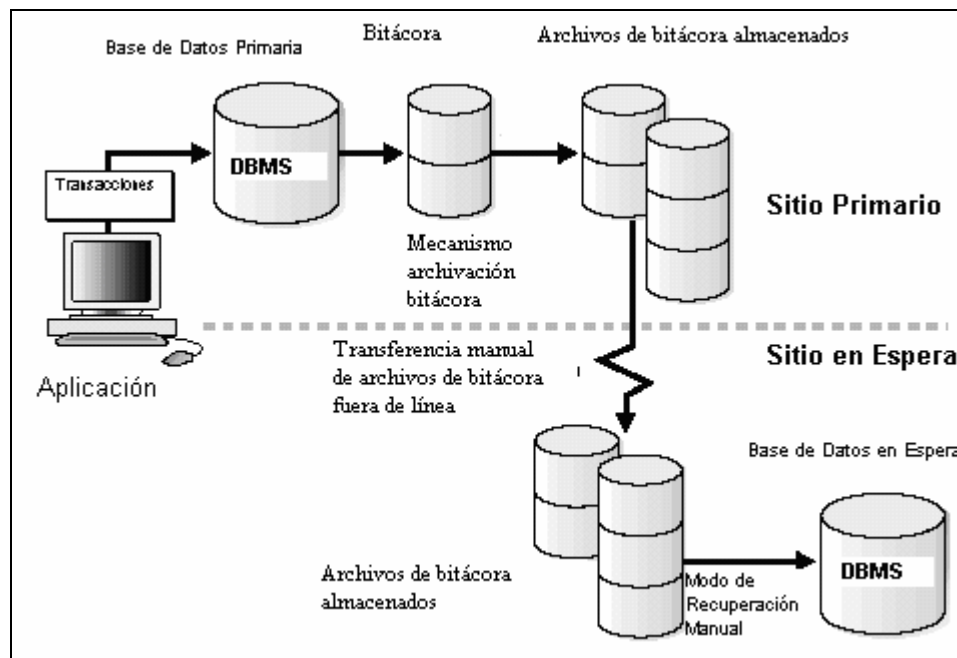 Base de Datos Primaria
Bitácora
Archivos de bitácora almacenados
Transacciones
DBMS
Sitio Primario
Mecanismo
archivación
bitácora
Aplicación
Transferencia manual
de archivos de bitácora
fuera de línea
Sitio en Espera
Base de Datos en Espera
Archivos de bitácora
almacenados
Modo de
Recuperación
Manual
DBMS